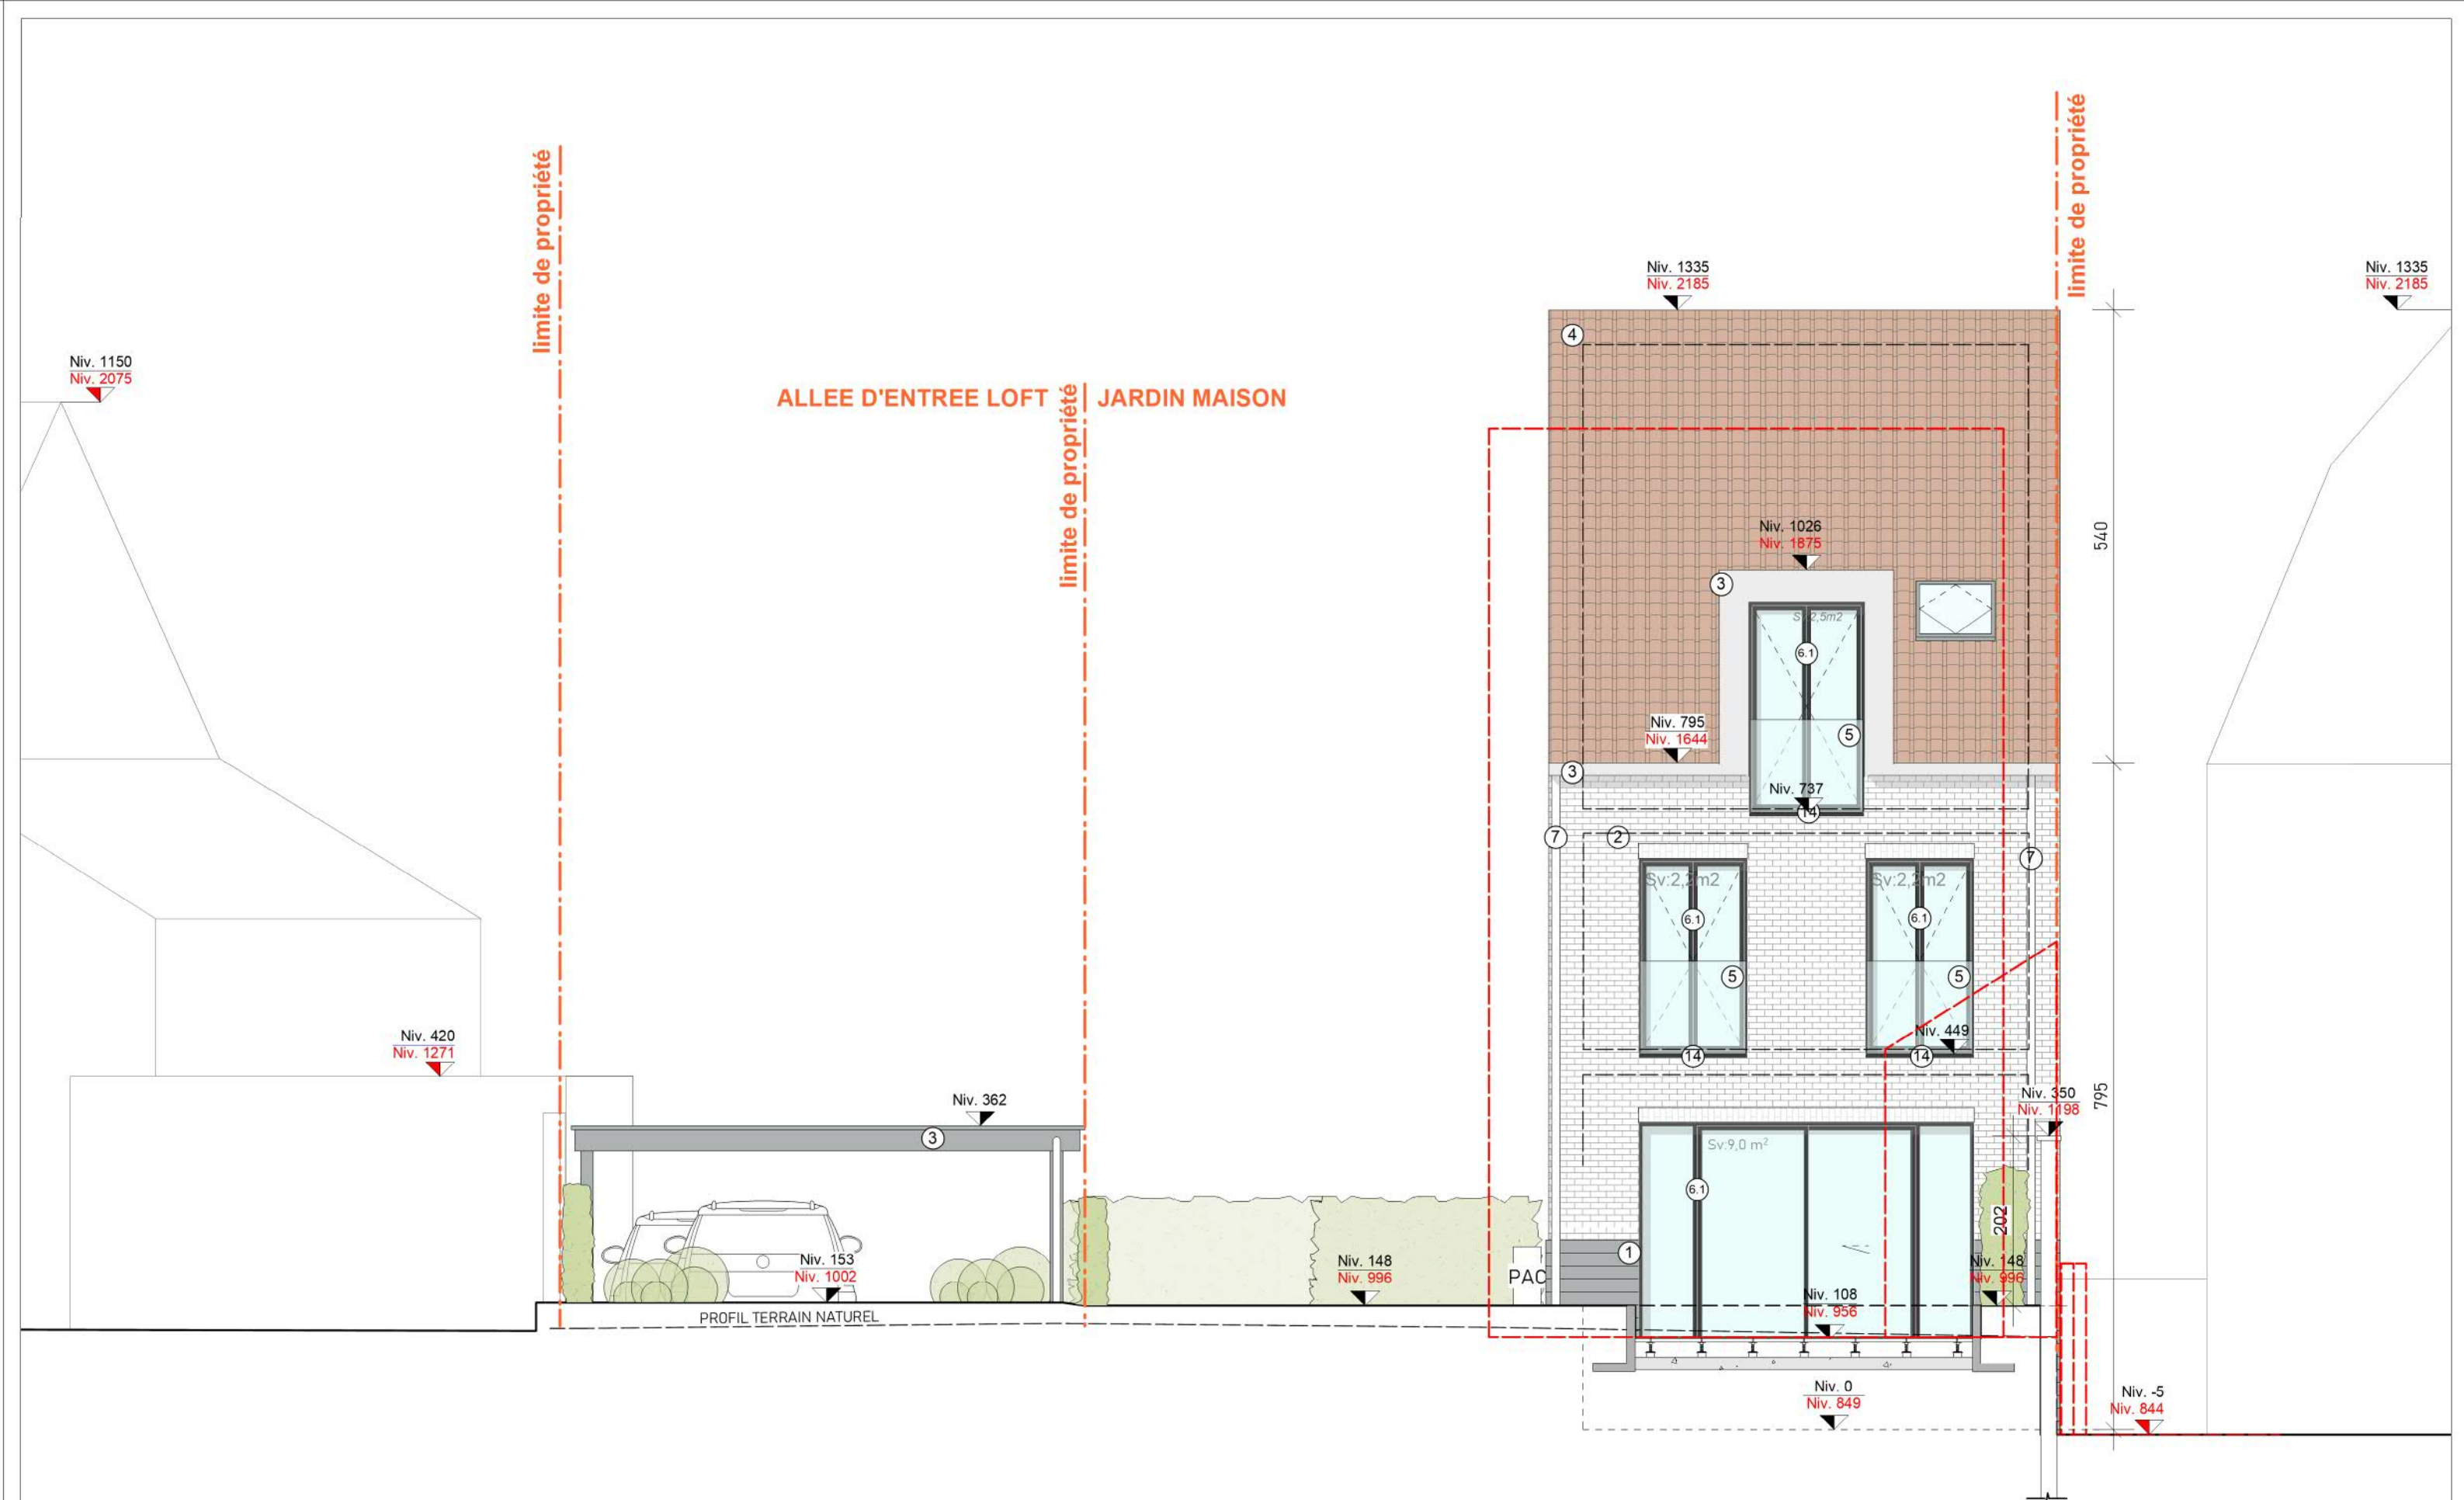 limite de propriété
limite de propriété
Niv. 1335
Niv. 2185
Niv. 1335
Niv. 2185
Niv. 1150
Niv. 2075
4
ALLEE D'ENTREE LOFT
limite de propriété
JARDIN MAISON
540
Niv. 1026
Niv. 1875
3
6.1
Niv. 795
Niv. 1644
5
3
Niv. 737
14
7
2
7
Sv:2,2m2
Sv:2,2m2
6.1
6.1
5
5
Niv. 420
Niv. 1271
Niv. 449
14
14
795
Niv. 350
Niv. 1198
Niv. 362
3
Sv:9,0 m²
6.1
202
1
Niv. 153
Niv. 1002
Niv. 148
Niv. 996
PAC
Niv. 148
Niv. 996
Niv. 108
Niv. 956
PROFIL TERRAIN NATUREL
Niv. 0
Niv. 849
Niv. -5
Niv. 844